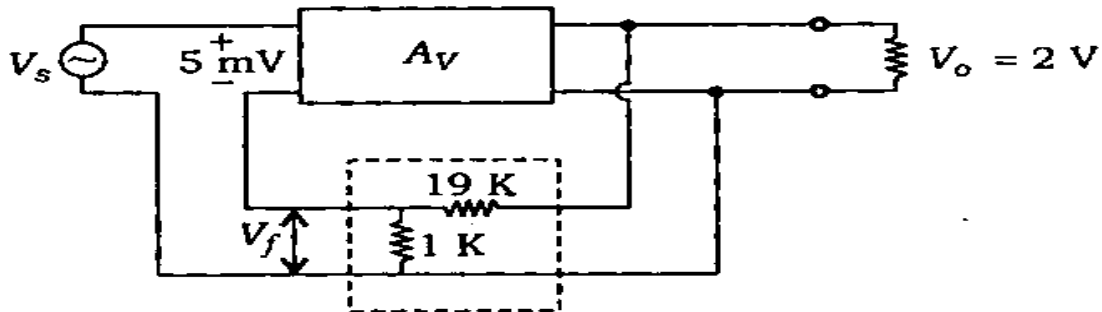 V_s
+
5 mV
−
A_V
V_o = 2 V
19 K
1 K
V_f